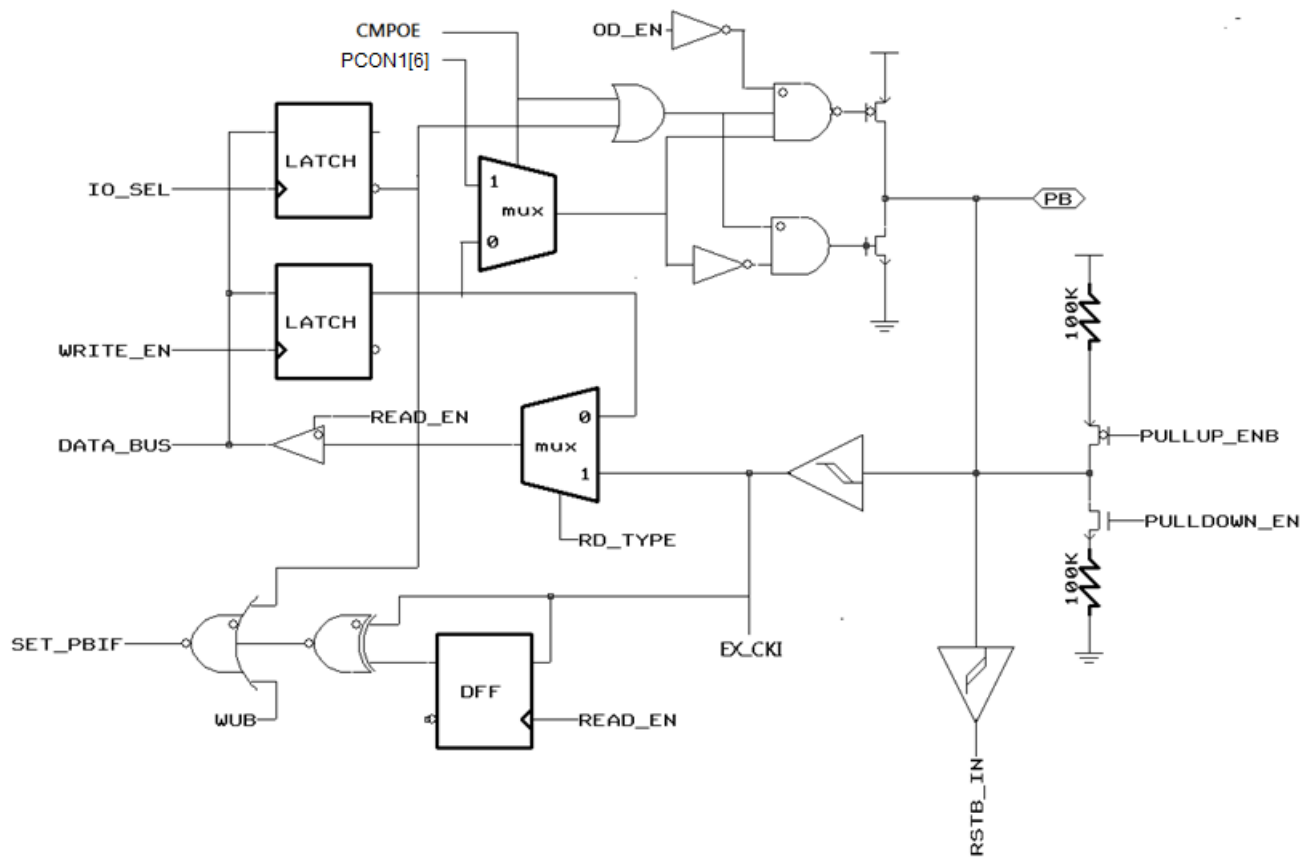 CMPOE
OD_EN
PCON1[6]
LATCH
IO_SEL
1
mux
0
PB
LATCH
WRITE_EN
100K
READ_EN
0
DATA_BUS
mux
1
PULLUP_ENB
RD_TYPE
PULLDOWN_EN
100K
SET_PBIF
EX_CKI
DFF
WUB
READ_EN
RSTB_IN